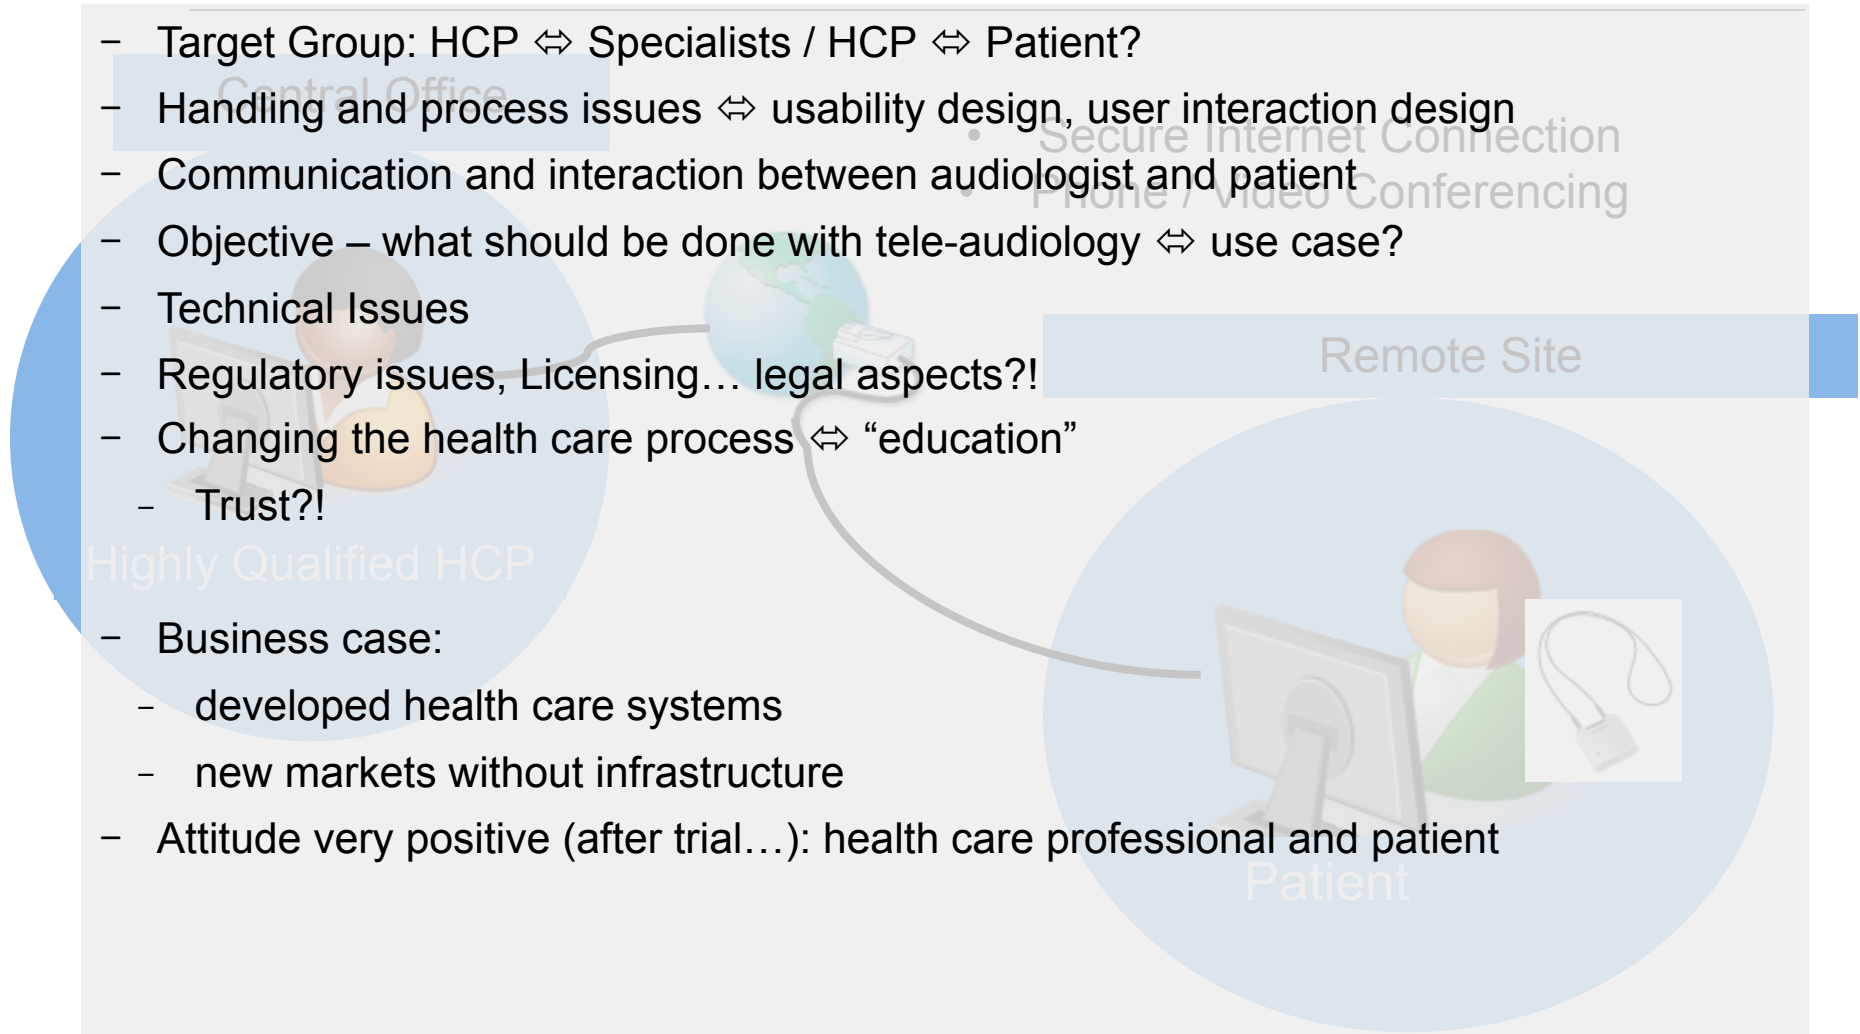 – Target Group: HCP ⬄ Specialists / HCP ⬄ Patient?
Central Office
– Handling and process issues ⬄ usability design, user interaction design
• Secure Internet Connection
– Communication and interaction between audiologist and patient
• Phone / Video Conferencing
– Objective – what should be done with tele-audiology ⬄ use case?
– Technical Issues
Remote Site
– Regulatory issues, Licensing… legal aspects?!
– Changing the health care process ⬄ “education”
– Trust?!
Highly Qualified HCP
– Business case:
– developed health care systems
– new markets without infrastructure
– Attitude very positive (after trial…): health care professional and patient
Patient